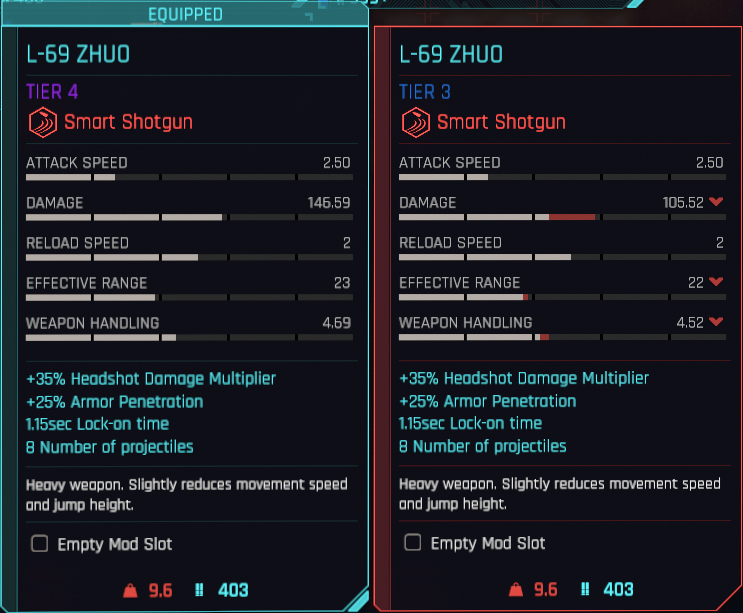 EQUIPPED
L-69 ZHUO
TIER 4
Smart Shotgun
ATTACK SPEED 2.50
DAMAGE 146.59
RELOAD SPEED 2
EFFECTIVE RANGE 23
WEAPON HANDLING 4.69
+35% Headshot Damage Multiplier
+25% Armor Penetration
1.15sec Lock-on time
8 Number of projectiles
Heavy weapon. Slightly reduces movement speed
and jump height.
Empty Mod Slot
9.6 403
L-69 ZHUO
TIER 3
Smart Shotgun
ATTACK SPEED 2.50
DAMAGE 105.52
RELOAD SPEED 2
EFFECTIVE RANGE 22
WEAPON HANDLING 4.52
+35% Headshot Damage Multiplier
+25% Armor Penetration
1.15sec Lock-on time
8 Number of projectiles
Heavy weapon. Slightly reduces movement speed
and jump height.
Empty Mod Slot
9.6 403